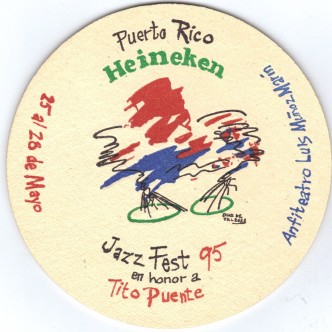 Puerto Rico
Heineken
25 al 28 de Mayo
Anfiteatro Luis Muñoz Marín
Jazz Fest 95
en honor a
Tito Puente